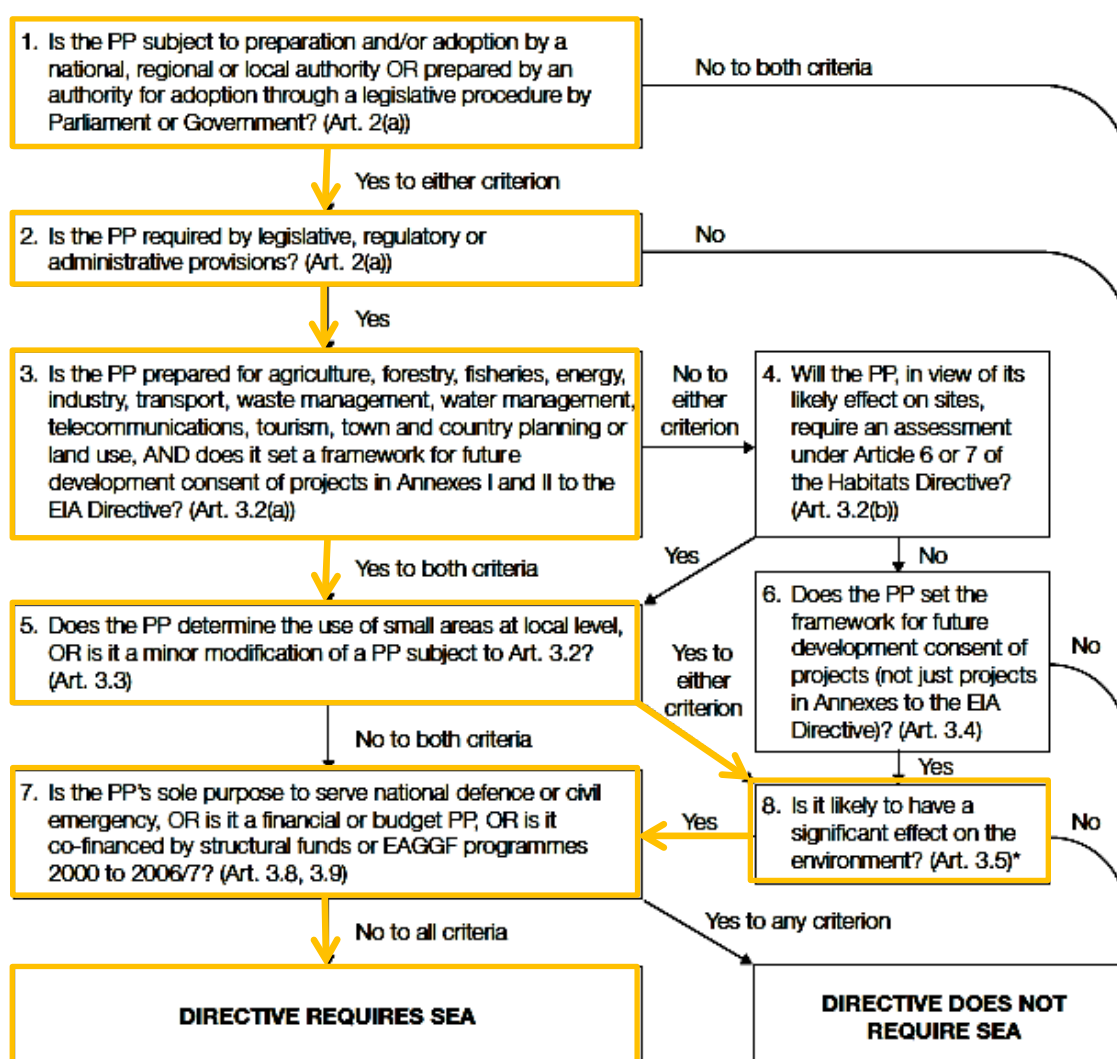 1. Is the PP subject to preparation and/or adoption by a
national, regional or local authority OR prepared by an
authority for adoption through a legislative procedure by
Parliament or Government? (Art. 2(a))
No to both criteria
Yes to either criterion
2. Is the PP required by legislative, regulatory or
administrative provisions? (Art. 2(a))
No
Yes
3. Is the PP prepared for agriculture, forestry, fisheries, energy,
industry, transport, waste management, water management,
telecommunications, tourism, town and country planning or
land use, AND does it set a framework for future
development consent of projects in Annexes I and II to the
EIA Directive? (Art. 3.2(a))
No to
either
criterion
4. Will the PP, in view of its
likely effect on sites,
require an assessment
under Article 6 or 7 of
the Habitats Directive?
(Art. 3.2(b))
Yes to both criteria
Yes
No
5. Does the PP determine the use of small areas at local level,
OR is it a minor modification of a PP subject to Art. 3.2?
(Art. 3.3)
Yes to
either
criterion
6. Does the PP set the
framework for future
development consent of
projects (not just projects
in Annexes to the EIA
Directive)? (Art. 3.4)
No
No to both criteria
Yes
7. Is the PP's sole purpose to serve national defence or civil
emergency, OR is it a financial or budget PP, OR is it
co-financed by structural funds or EAGGF programmes
2000 to 2006/7? (Art. 3.8, 3.9)
Yes
8. Is it likely to have a
significant effect on the
environment? (Art. 3.5)*
No
No to all criteria
Yes to any criterion
DIRECTIVE REQUIRES SEA
DIRECTIVE DOES NOT
REQUIRE SEA